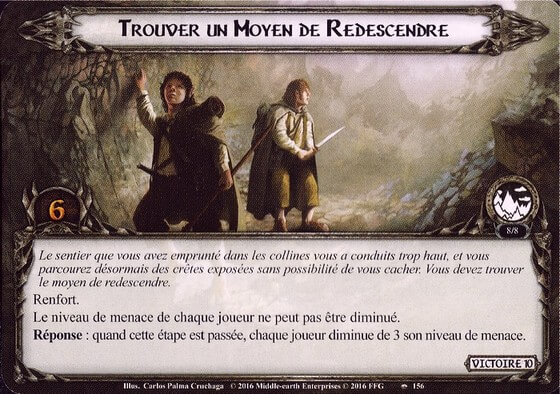 Trouver un Moyen de Redescendre
6
8/8
Le sentier que vous avez emprunté dans les collines vous a conduits trop haut, et vous
parcourez désormais des crêtes exposées sans possibilité de vous cacher. Vous devez trouver
le moyen de redescendre.
Renfort.
Le niveau de menace de chaque joueur ne peut pas être diminué.
Réponse : quand cette étape est passée, chaque joueur diminue de 3 son niveau de menace.
VICTOIRE 10
Illus. Carlos Palma Cruchaga © 2016 Middle-earth Enterprises © 2016 FFG 156